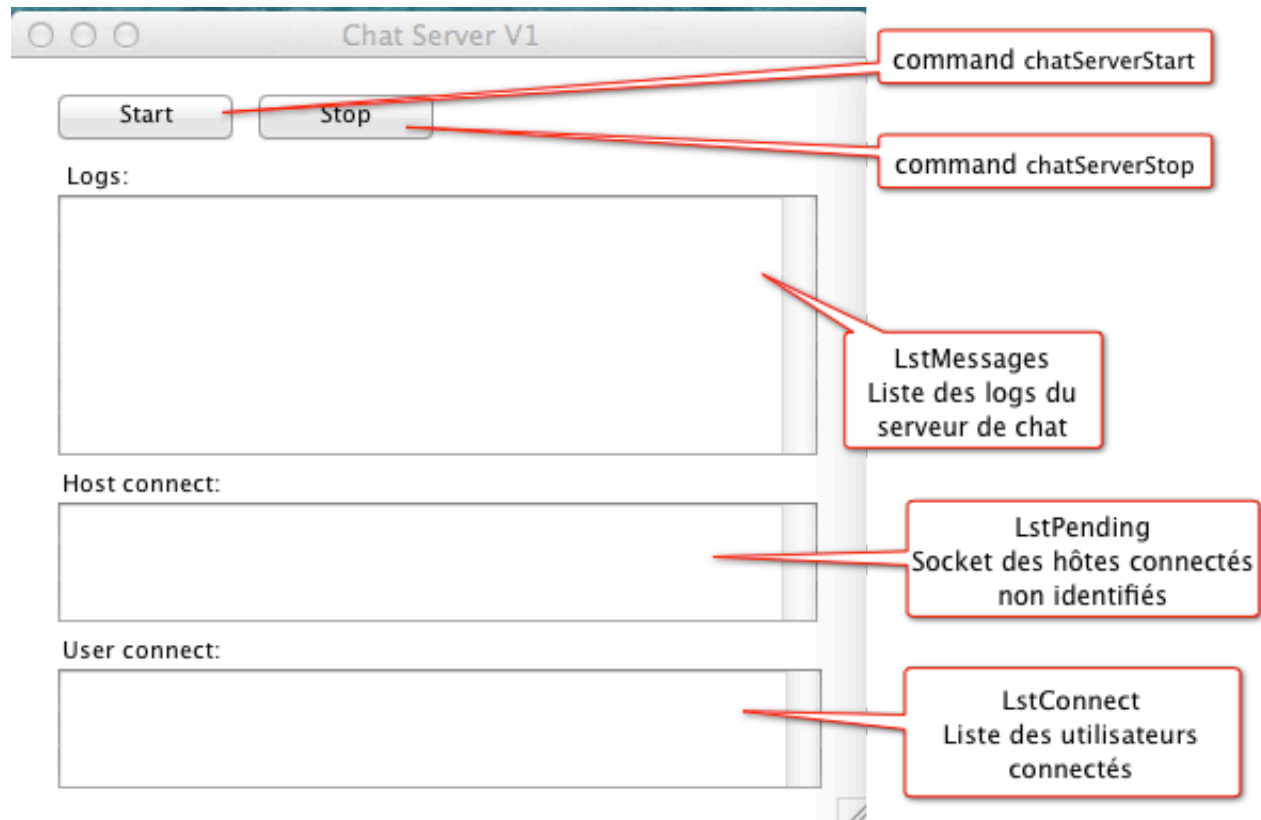 Chat Server V1
command chatServerStart
Start
Stop
command chatServerStop
Logs:
LstMessages
Liste des logs du
serveur de chat
Host connect:
LstPending
Socket des hôtes connectés
non identifiés
User connect:
LstConnect
Liste des utilisateurs
connectés